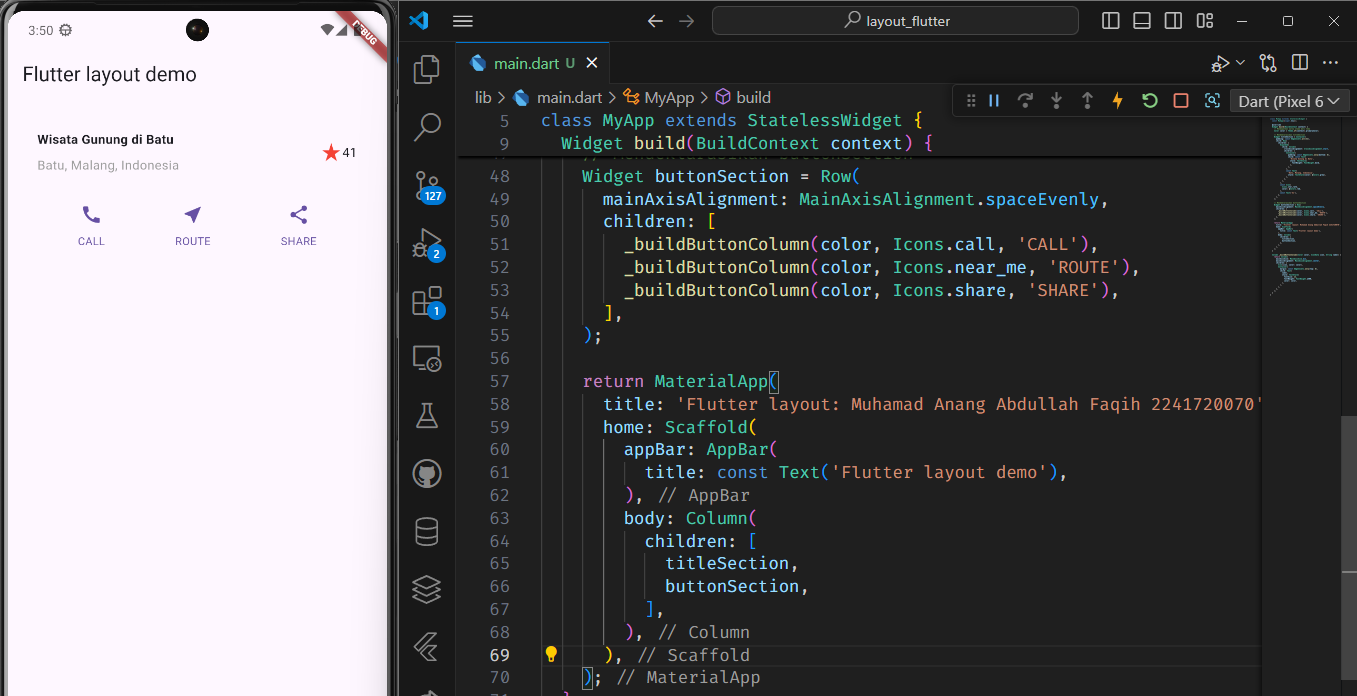 3:50
DEBUG
Flutter layout demo
Wisata Gunung di Batu
Batu, Malang, Indonesia
41
CALL
ROUTE
SHARE
layout_flutter
main.dart U
lib > main.dart > MyApp > build
Dart (Pixel 6
127
2
1
5 class MyApp extends StatelessWidget {
9 Widget build(BuildContext context) {
48 Widget buttonSection = Row(
49 mainAxisAlignment: MainAxisAlignment.spaceEvenly,
50 children: [
51 _buildButtonColumn(color, Icons.call, 'CALL'),
52 _buildButtonColumn(color, Icons.near_me, 'ROUTE'),
53 _buildButtonColumn(color, Icons.share, 'SHARE'),
54 ],
55 );
56
57 return MaterialApp(
58 title: 'Flutter layout: Muhamad Anang Abdullah Faqih 2241720070'
59 home: Scaffold(
60 appBar: AppBar(
61 title: const Text('Flutter layout demo'),
62 ), // AppBar
63 body: Column(
64 children: [
65 titleSection,
66 buttonSection,
67 ],
68 ), // Column
69 ), // Scaffold
70 ); // MaterialApp